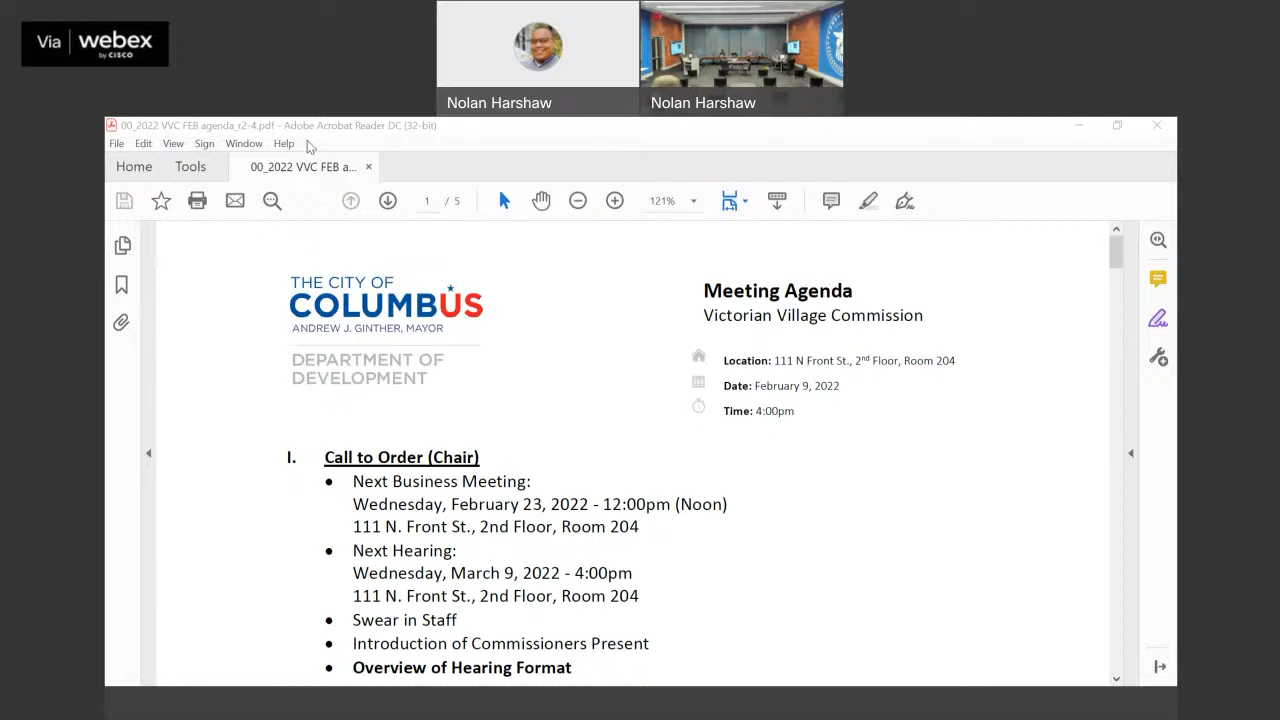 Via | webex
by CISCO
Nolan Harshaw
Nolan Harshaw
00_2022 VVC FEB agenda_r2-4.pdf - Adobe Acrobat Reader DC (32-bit)
File Edit View Sign Window Help
Home Tools 00_2022 VVC FEB a... ×
1 / 5 121%
THE CITY OF
COLUMBUS
ANDREW J. GINTHER, MAYOR
DEPARTMENT OF
DEVELOPMENT
Meeting Agenda
Victorian Village Commission
Location: 111 N Front St., 2nd Floor, Room 204
Date: February 9, 2022
Time: 4:00pm
I. Call to Order (Chair)
• Next Business Meeting:
Wednesday, February 23, 2022 - 12:00pm (Noon)
111 N. Front St., 2nd Floor, Room 204
• Next Hearing:
Wednesday, March 9, 2022 - 4:00pm
111 N. Front St., 2nd Floor, Room 204
• Swear in Staff
• Introduction of Commissioners Present
• Overview of Hearing Format